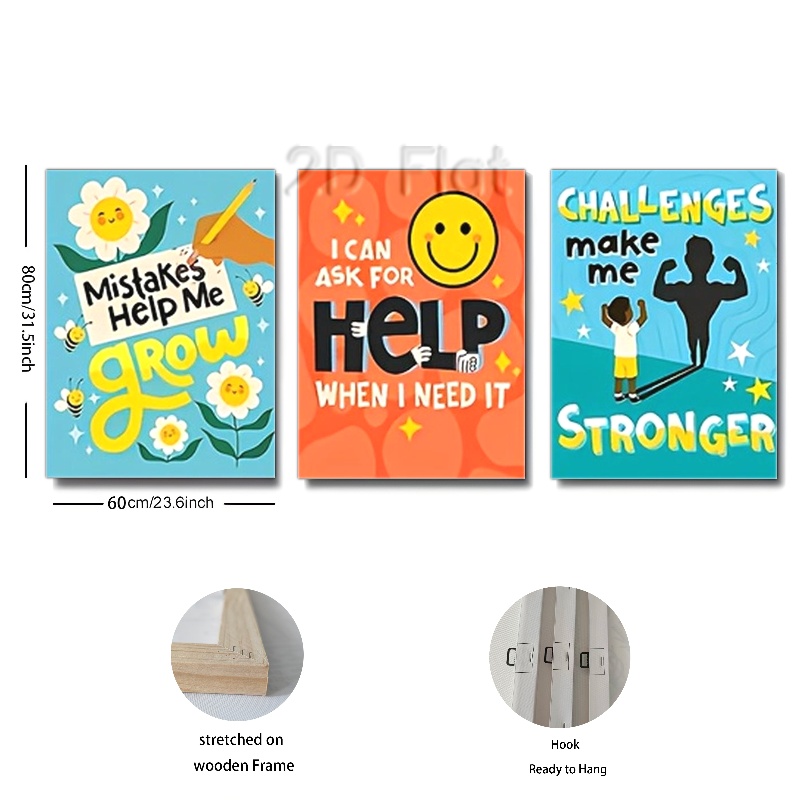 2D Flat
80cm/31.5inch
Mistakes
Help Me
grow
I CAN
ASK FOR
HELP
WHEN I NEED IT
CHALLENGES
make
me
STRONGER
60cm/23.6inch
stretched on
wooden Frame
Hook
Ready to Hang